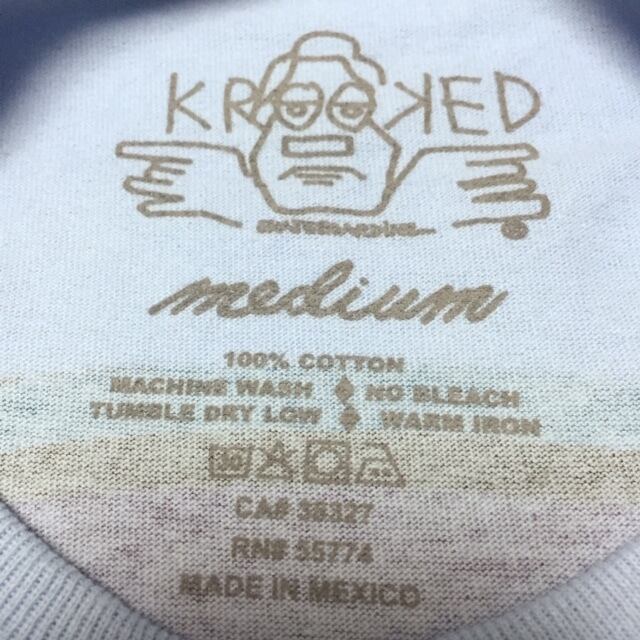 KROOKED
SKATEBOARDING
®
medium
100% COTTON
MACHINE WASH ♦ NO BLEACH
TUMBLE DRY LOW ♦ WARM IRON
CA# 38327
RN# 55774
MADE IN MEXICO